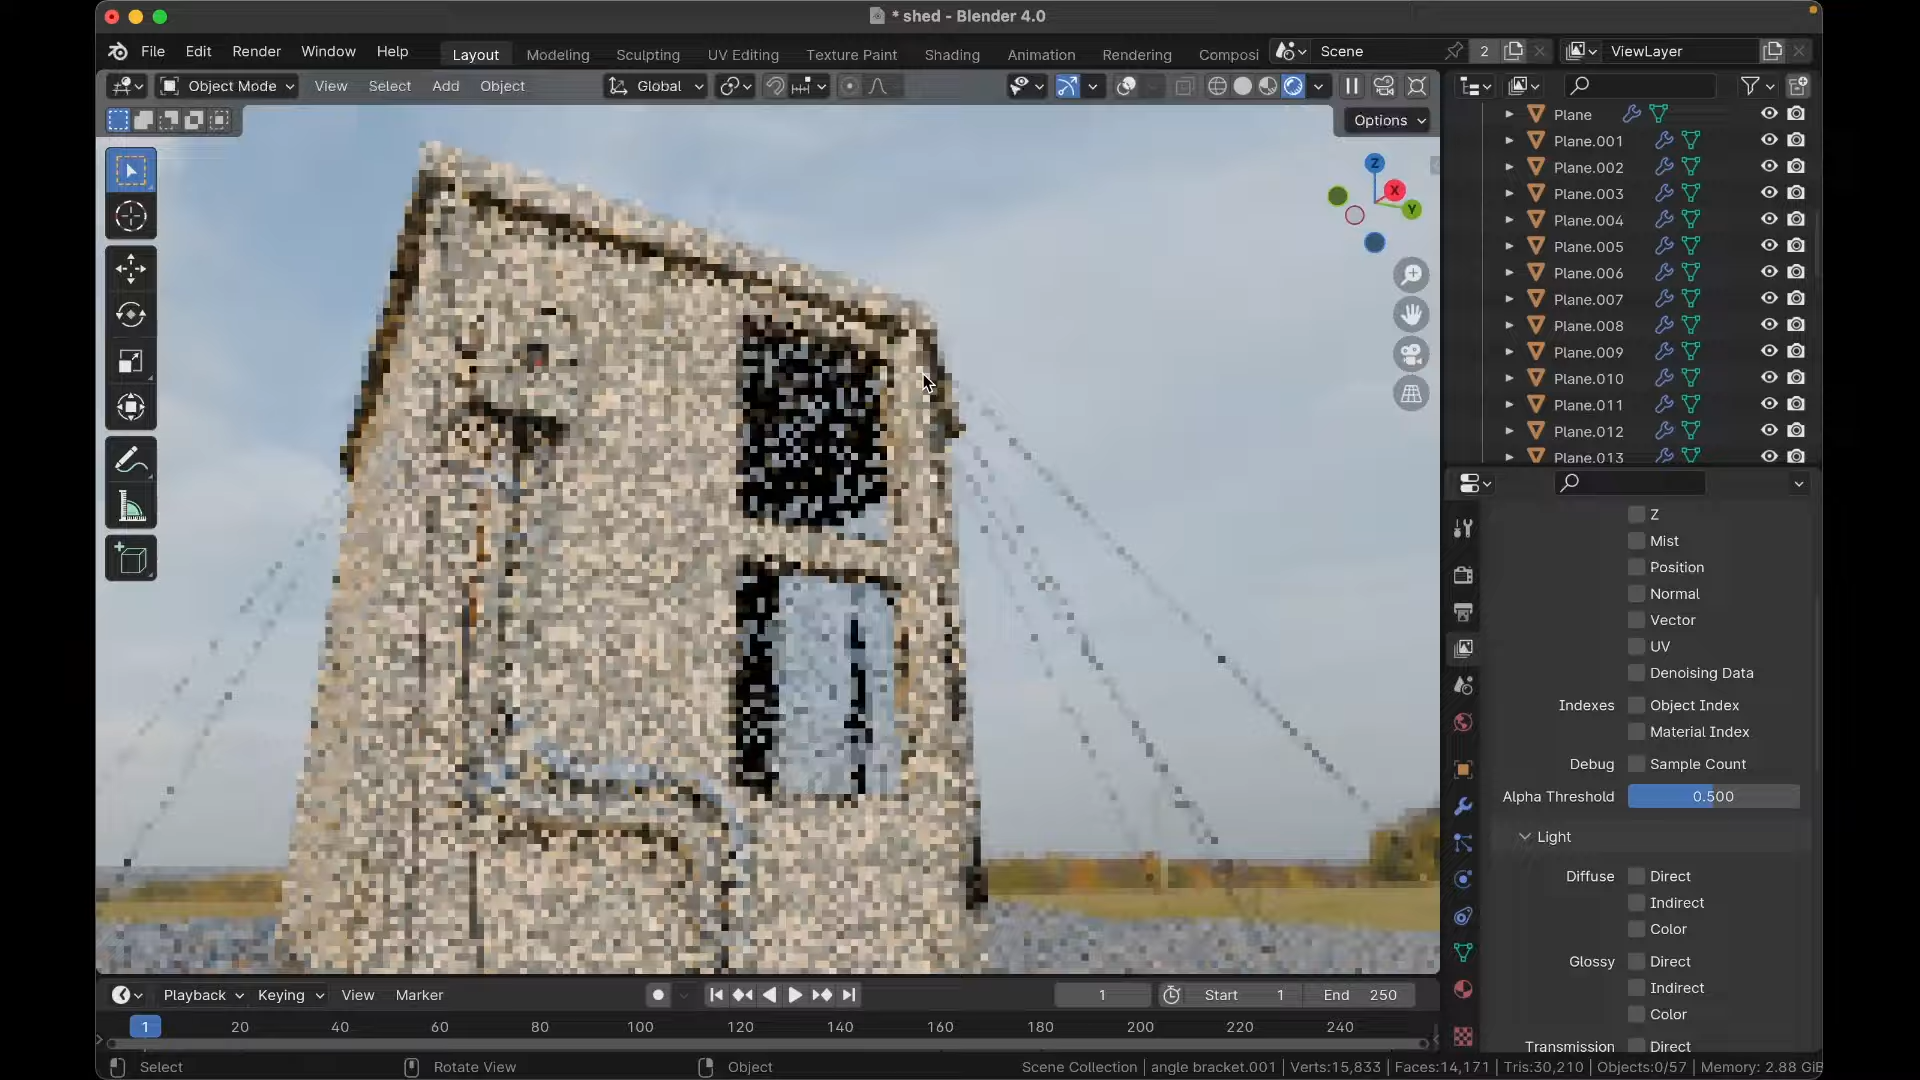 * shed - Blender 4.0
File Edit Render Window Help Layout Modeling Sculpting UV Editing Texture Paint Shading Animation Rendering Composi Scene 2 ViewLayer
Object Mode View Select Add Object Global
Options
Z
X
Y
Plane
Plane.001
Plane.002
Plane.003
Plane.004
Plane.005
Plane.006
Plane.007
Plane.008
Plane.009
Plane.010
Plane.011
Plane.012
Plane.013
Z
Mist
Position
Normal
Vector
UV
Denoising Data
Indexes Object Index
Material Index
Debug Sample Count
Alpha Threshold 0.500
Light
Diffuse Direct
Indirect
Color
Glossy Direct
Indirect
Color
Transmission Direct
Playback Keying View Marker 1 Start 1 End 250
1 20 40 60 80 100 120 140 160 180 200 220 240
Select Rotate View Object Scene Collection | angle bracket.001 | Verts:15,833 | Faces:14,171 | Tris:30,210 | Objects:0/57 | Memory: 2.88 GiB